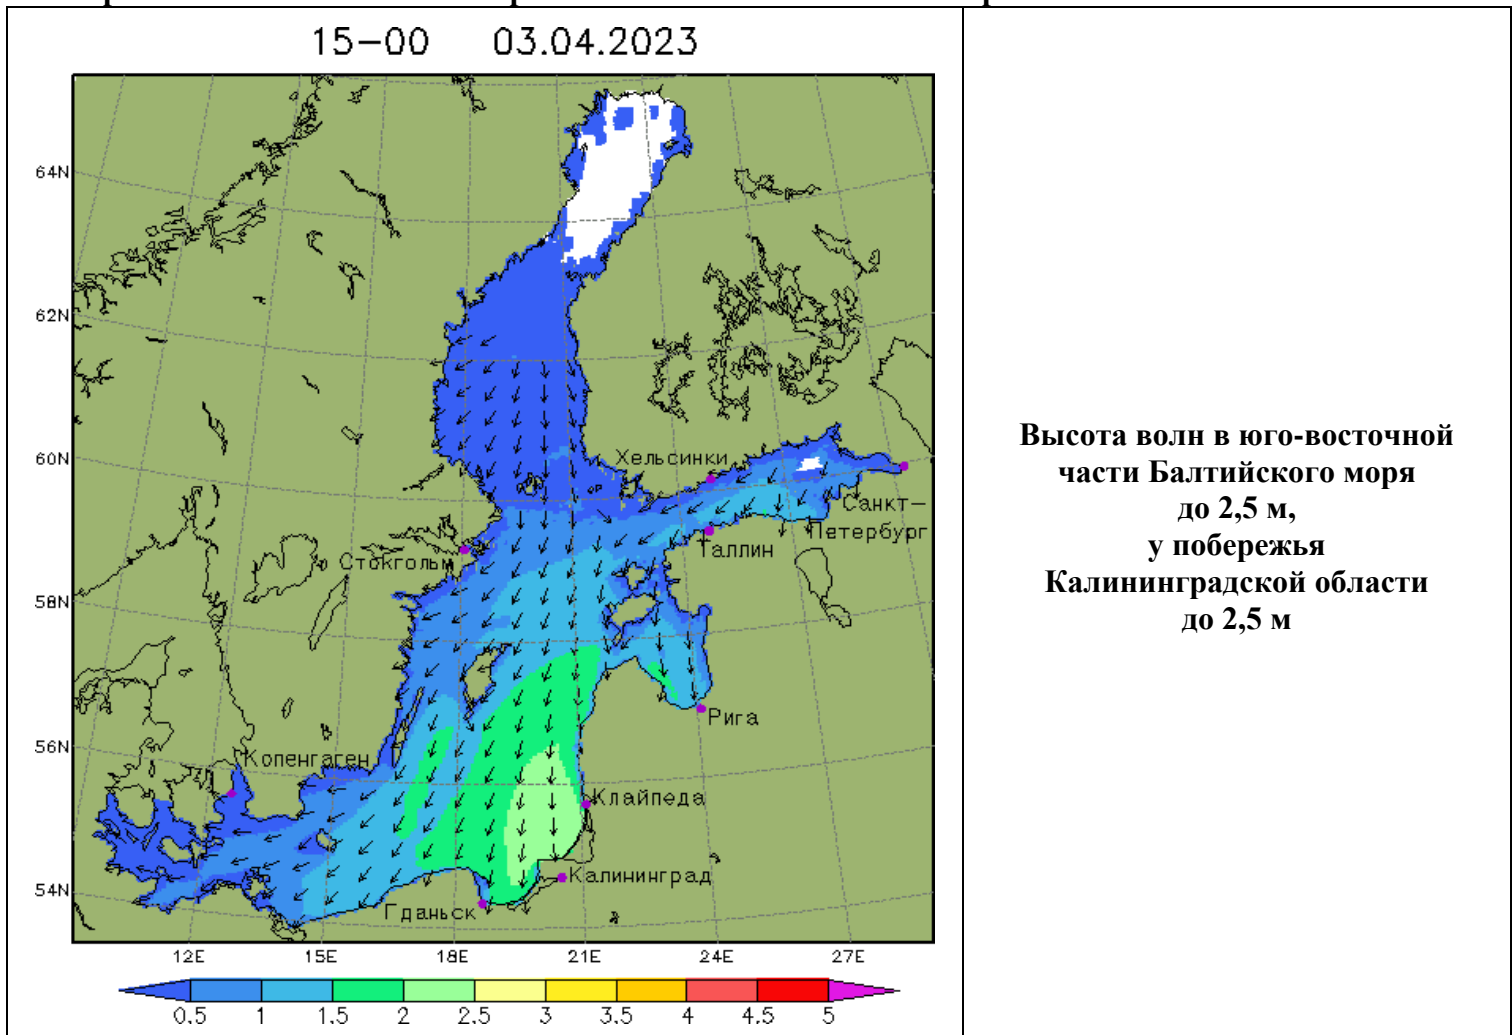 15-00 03.04.2023
64N
62N
60N
58N
56N
54N
Хельсинки
Санкт-
Петербург
Таллин
Стокгольм
Рига
Копенгаген
Клайпеда
Калининград
Гданьск
12E 15E 18E 21E 24E 27E
0.5 1 1.5 2 2.5 3 3.5 4 4.5 5
Высота волн в юго-восточной
части Балтийского моря
до 2,5 м,
у побережья
Калининградской области
до 2,5 м